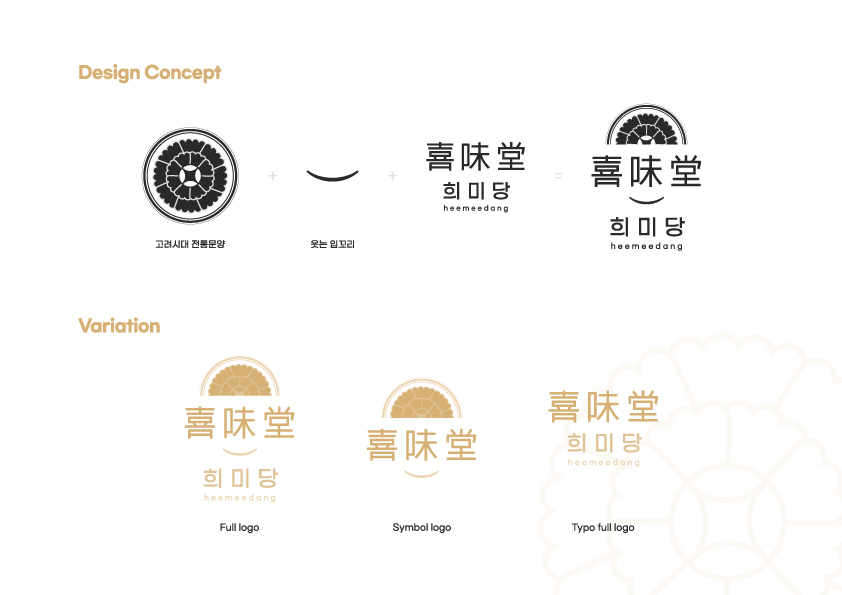 Design Concept
+
+
喜味堂
희미당
heemeedang
=
喜味堂
희미당
heemeedang
고려시대 전통문양
웃는 입꼬리
Variation
喜味堂
희미당
heemeedang
喜味堂
喜味堂
희미당
heemeedang
Full logo
Symbol logo
Typo full logo